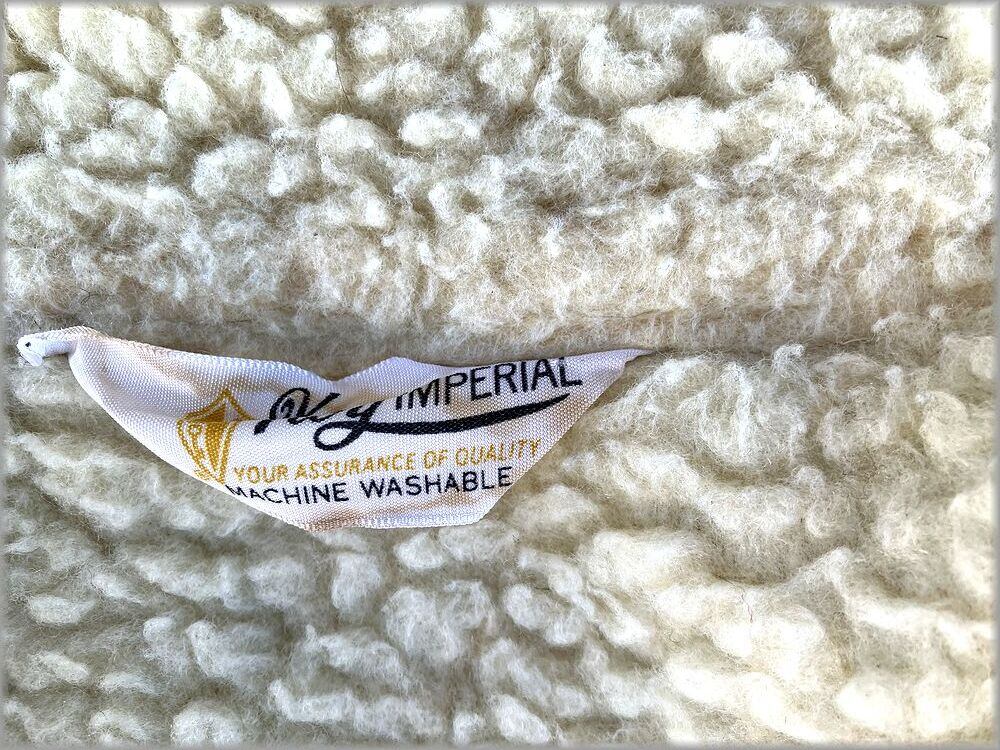 IMPERIAL
YOUR ASSURANCE OF QUALITY
MACHINE WASHABLE